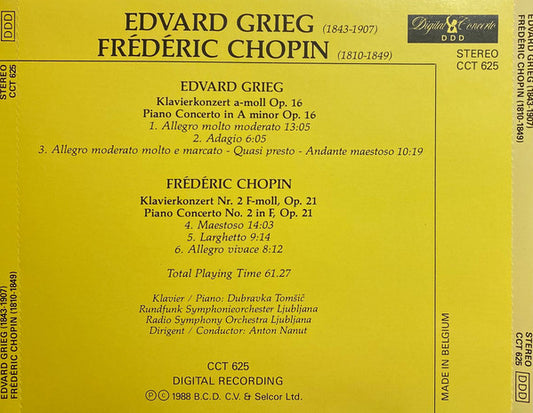 EDVARD GRIEG (1843-1907)
FRÉDÉRIC CHOPIN (1810-1849)
Digital Concerto
DDD
STEREO
CCT 625
EDVARD GRIEG
Klavierkonzert a-moll Op. 16
Piano Concerto in A minor Op. 16
1. Allegro molto moderato 13:05
2. Adagio 6:05
3. Allegro moderato molto e marcato - Quasi presto - Andante maestoso 10:19
FRÉDÉRIC CHOPIN
Klavierkonzert Nr. 2 F-moll, Op. 21
Piano Concerto No. 2 in F, Op. 21
4. Maestoso 14:03
5. Larghetto 9:14
6. Allegro vivace 8:12
Total Playing Time 61.27
Klavier / Piano: Dubravka Tomšič
Rundfunk Symphonieorchester Ljubljana
Radio Symphony Orchestra Ljubljana
Dirigent / Conductor: Anton Nanut
CCT 625
DIGITAL RECORDING
Ⓟ © 1988 B.C.D. C.V. & Selcor Ltd.
MADE IN BELGIUM
DDD
STEREO
CCT 625
EDVARD GRIEG (1843-1907)
FRÉDÉRIC CHOPIN (1810-1849)
EDVARD GRIEG (1843-1907)
FRÉDÉRIC CHOPIN (1810-1849)
STEREO
CCT 625
DDD